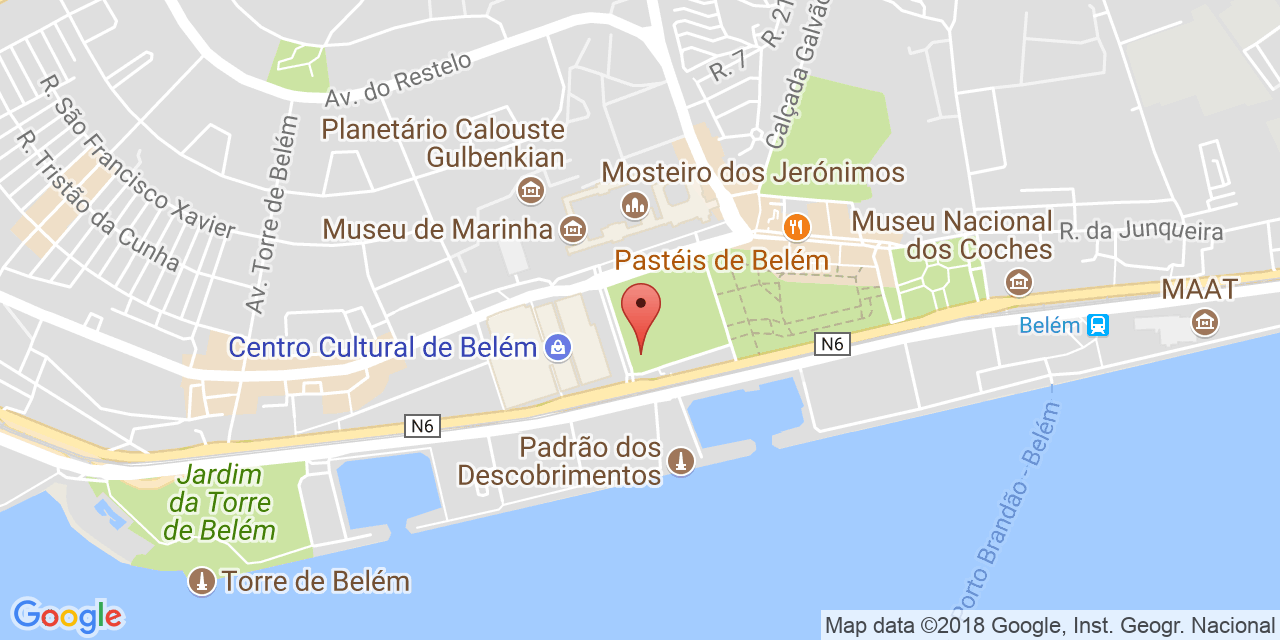 R. 21
R. 7
Calçada Galvão
Av. do Restelo
R. São Francisco Xavier
R. Tristão da Cunha
Av. Torre de Belém
Planetário Calouste
Gulbenkian
Mosteiro dos Jerónimos
Museu de Marinha
Museu Nacional
dos Coches
R. da Junqueira
Pastéis de Belém
MAAT
Belém
Centro Cultural de Belém
N6
N6
Padrão dos
Descobrimentos
Porto Brandão - Belém
Jardim
da Torre
de Belém
Torre de Belém
Google
Map data ©2018 Google, Inst. Geogr. Nacional